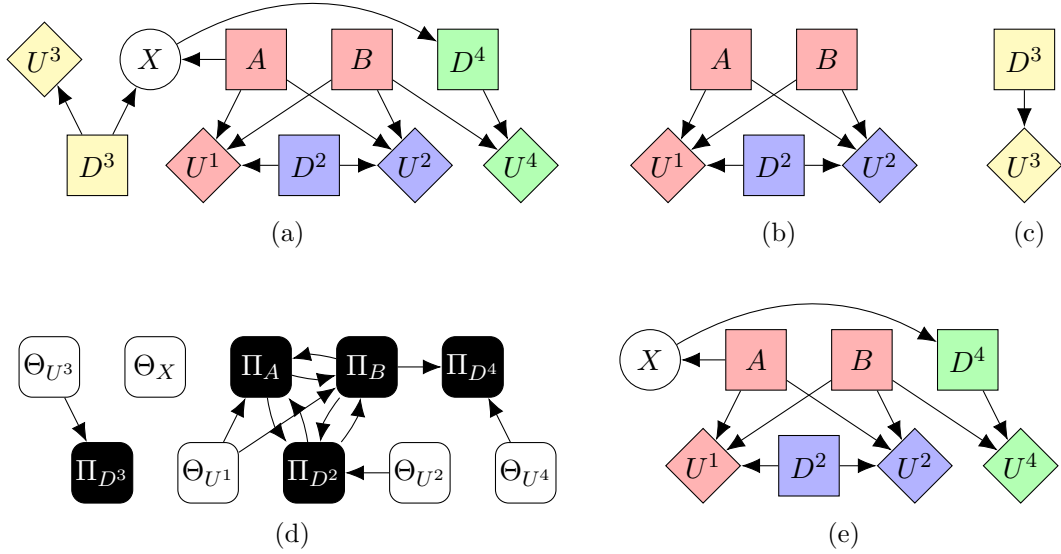 U³ X A B D⁴ A B D³
D³ U¹ D² U² U⁴ U¹ D² U² U³
(a) (b) (c)
Θ_{U³} Θ_X Π_A Π_B Π_{D⁴} X A B D⁴
Π_{D³} Θ_{U¹} Π_{D²} Θ_{U²} Θ_{U⁴} U¹ D² U² U⁴
(d) (e)